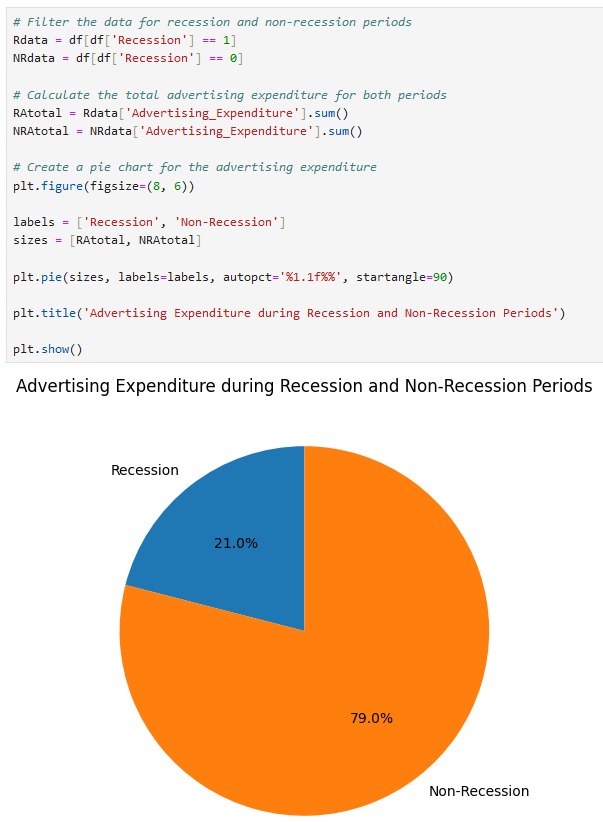 # Filter the data for recession and non-recession periods
Rdata = df[df['Recession'] == 1]
NRdata = df[df['Recession'] == 0]
# Calculate the total advertising expenditure for both periods
RAtotal = Rdata['Advertising_Expenditure'].sum()
NRAtotal = NRdata['Advertising_Expenditure'].sum()
# Create a pie chart for the advertising expenditure
plt.figure(figsize=(8, 6))
labels = ['Recession', 'Non-Recession']
sizes = [RAtotal, NRAtotal]
plt.pie(sizes, labels=labels, autopct='%1.1f%%', startangle=90)
plt.title('Advertising Expenditure during Recession and Non-Recession Periods')
plt.show()
Advertising Expenditure during Recession and Non-Recession Periods
Recession
21.0%
79.0%
Non-Recession